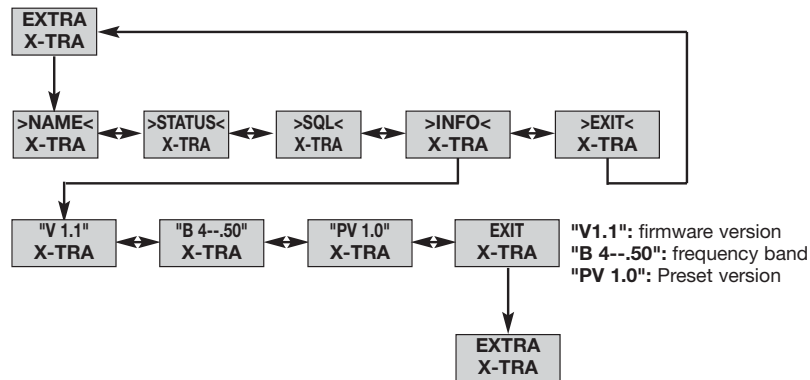 EXTRA
X-TRA
>NAME<
X-TRA
>STATUS<
X-TRA
>SQL<
X-TRA
>INFO<
X-TRA
>EXIT<
X-TRA
"V 1.1"
X-TRA
"B 4--.50"
X-TRA
"PV 1.0"
X-TRA
EXIT
X-TRA
"V1.1": firmware version
"B 4--.50": frequency band
"PV 1.0": Preset version
EXTRA
X-TRA